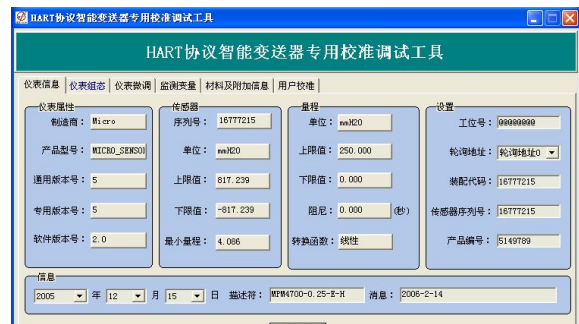 HART协议智能变送器专用校准调试工具
HART协议智能变送器专用校准调试工具
仪表信息 仪表组态 仪表微调 监测变量 材料及附加信息 用户校准
仪表属性 传感器 量程 设置
制造商: Micro 序列号: 16777215 单位: mmH20 工位号: @@@@@@@@
产品型号: MICRO_SENSOR 单位: mmH20 上限值: 250.000 轮询地址: 轮询地址0
通用版本号: 5 上限值: 817.239 下限值: 0.000 装配代码: 16777215
专用版本号: 5 下限值: -817.239 阻尼: 0.000 (秒) 传感器序列号: 16777215
软件版本号: 2.0 最小量程: 4.086 转换函数: 线性 产品编号: 5149789
信息
2005 年 12 月 15 日 描述符: MPM4700-0.25-E-H 消息: 2006-2-14